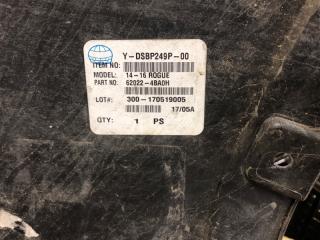 Y-DSBP249P-00
ITEM NO:
MODEL: 14-16 ROGUE
PART NO: 62022-4BA0H
LOT#: 300-170519005
17/05A
QTY: 1 PS